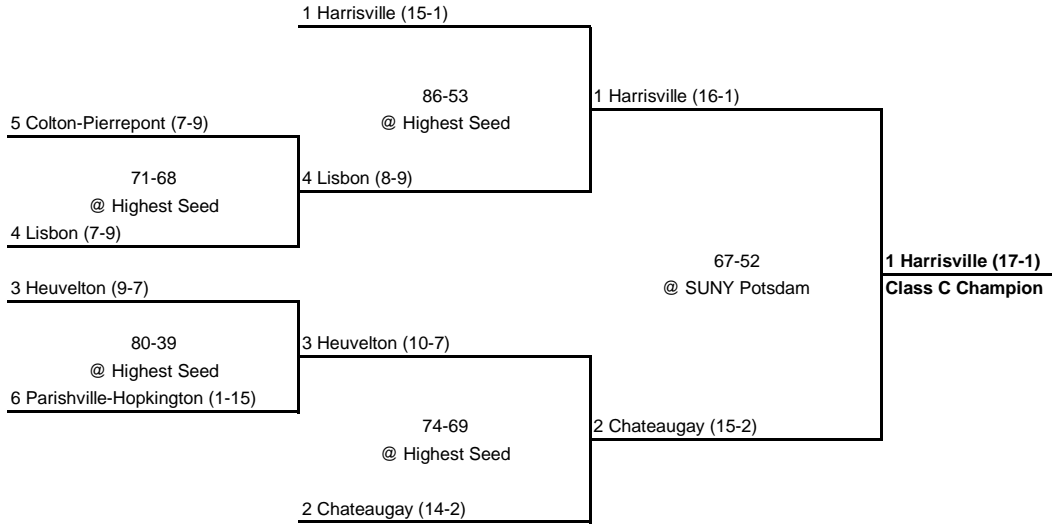 1 Harrisville (15-1)
86-53
@ Highest Seed
1 Harrisville (16-1)
5 Colton-Pierrepont (7-9)
71-68
@ Highest Seed
4 Lisbon (8-9)
4 Lisbon (7-9)
67-52
@ SUNY Potsdam
1 Harrisville (17-1)
Class C Champion
3 Heuvelton (9-7)
80-39
@ Highest Seed
3 Heuvelton (10-7)
6 Parishville-Hopkington (1-15)
74-69
@ Highest Seed
2 Chateaugay (15-2)
2 Chateaugay (14-2)